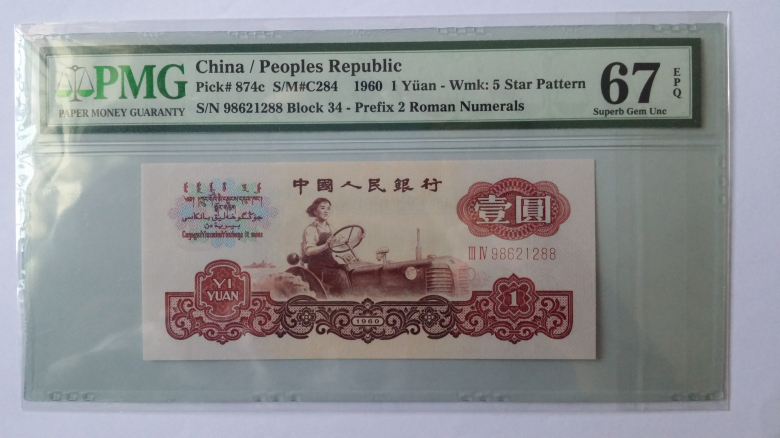 PMG
PAPER MONEY GUARANTY
China / Peoples Republic
Pick# 874c S/M#C284 1960 1 Yüan - Wmk: 5 Star Pattern
S/N 98621288 Block 34 - Prefix 2 Roman Numerals
67
EPQ
Superb Gem Unc
中國人民銀行
壹圓
III IV 98621288
YI
YUAN
1960
1